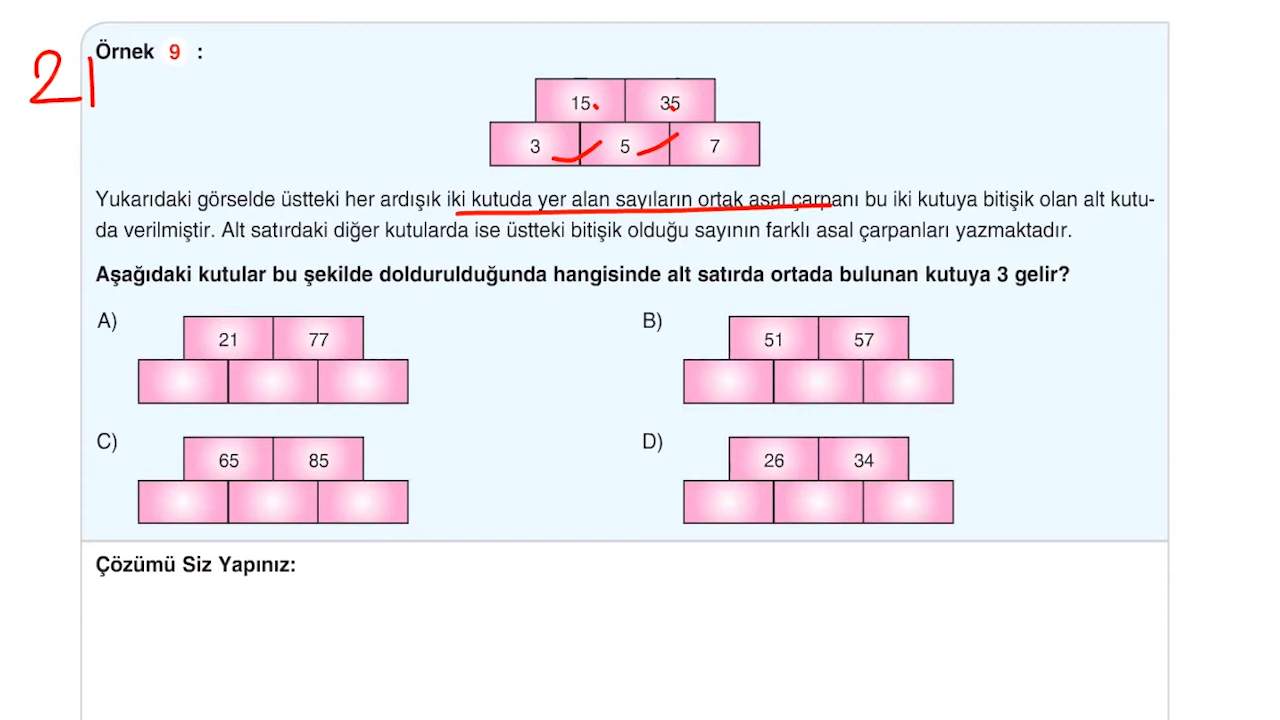 21
Örnek 9 :
15 35
3 5 7
Yukarıdaki görselde üstteki her ardışık iki kutuda yer alan sayıların ortak asal çarpanı bu iki kutuya bitişik olan alt kutu-
da verilmiştir. Alt satırdaki diğer kutularda ise üstteki bitişik olduğu sayının farklı asal çarpanları yazmaktadır.
Aşağıdaki kutular bu şekilde doldurulduğunda hangisinde alt satırda ortada bulunan kutuya 3 gelir?
A) 21 77
B) 51 57
C) 65 85
D) 26 34
Çözümü Siz Yapınız: